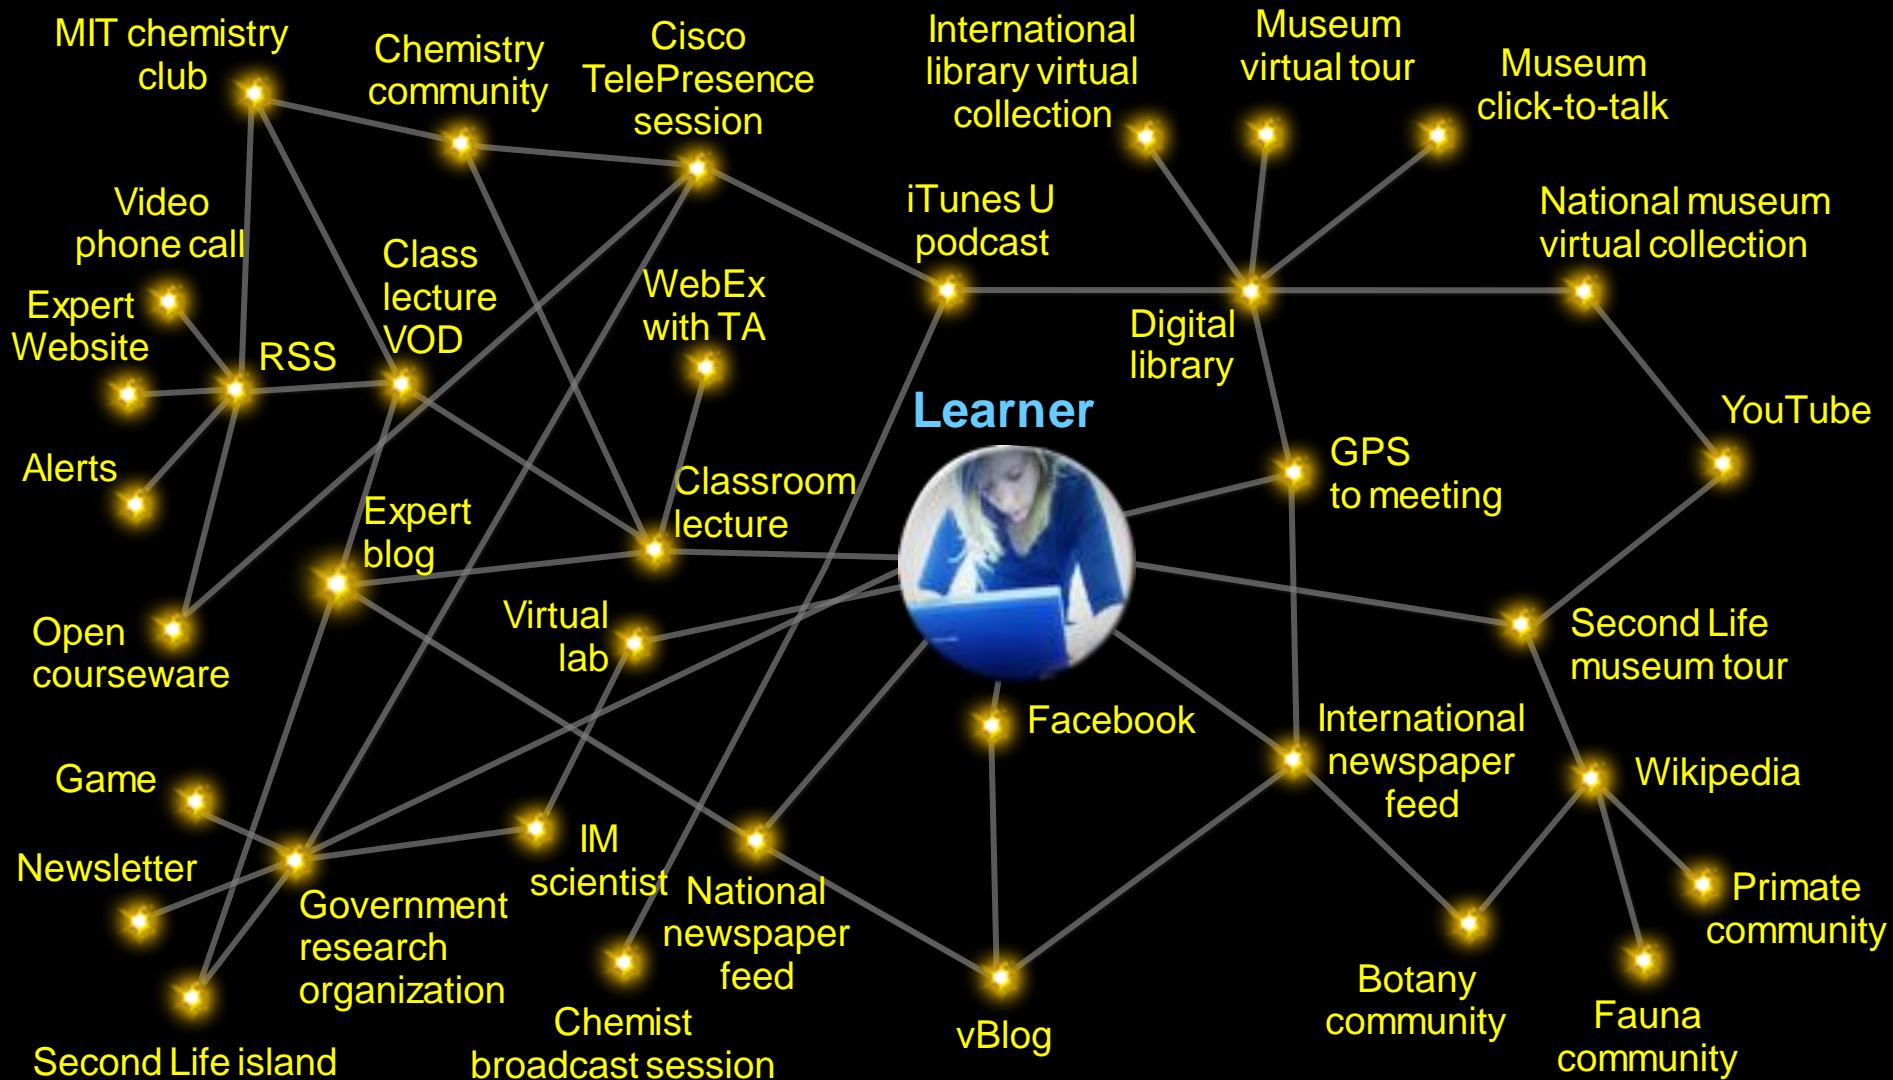 MIT chemistry
club
Chemistry
community
Cisco
TelePresence
session
International
library virtual
collection
Museum
virtual tour
Museum
click-to-talk
Video
phone call
Class
lecture
VOD
iTunes U
podcast
National museum
virtual collection
Expert
Website
RSS
WebEx
with TA
Digital
library
Learner
YouTube
Alerts
Expert
blog
Classroom
lecture
GPS
to meeting
Open
courseware
Virtual
lab
Second Life
museum tour
Facebook
International
newspaper
feed
Game
Wikipedia
Newsletter
Government
research
organization
IM
scientist
National
newspaper
feed
Primate
community
Second Life island
Chemist
broadcast session
vBlog
Botany
community
Fauna
community